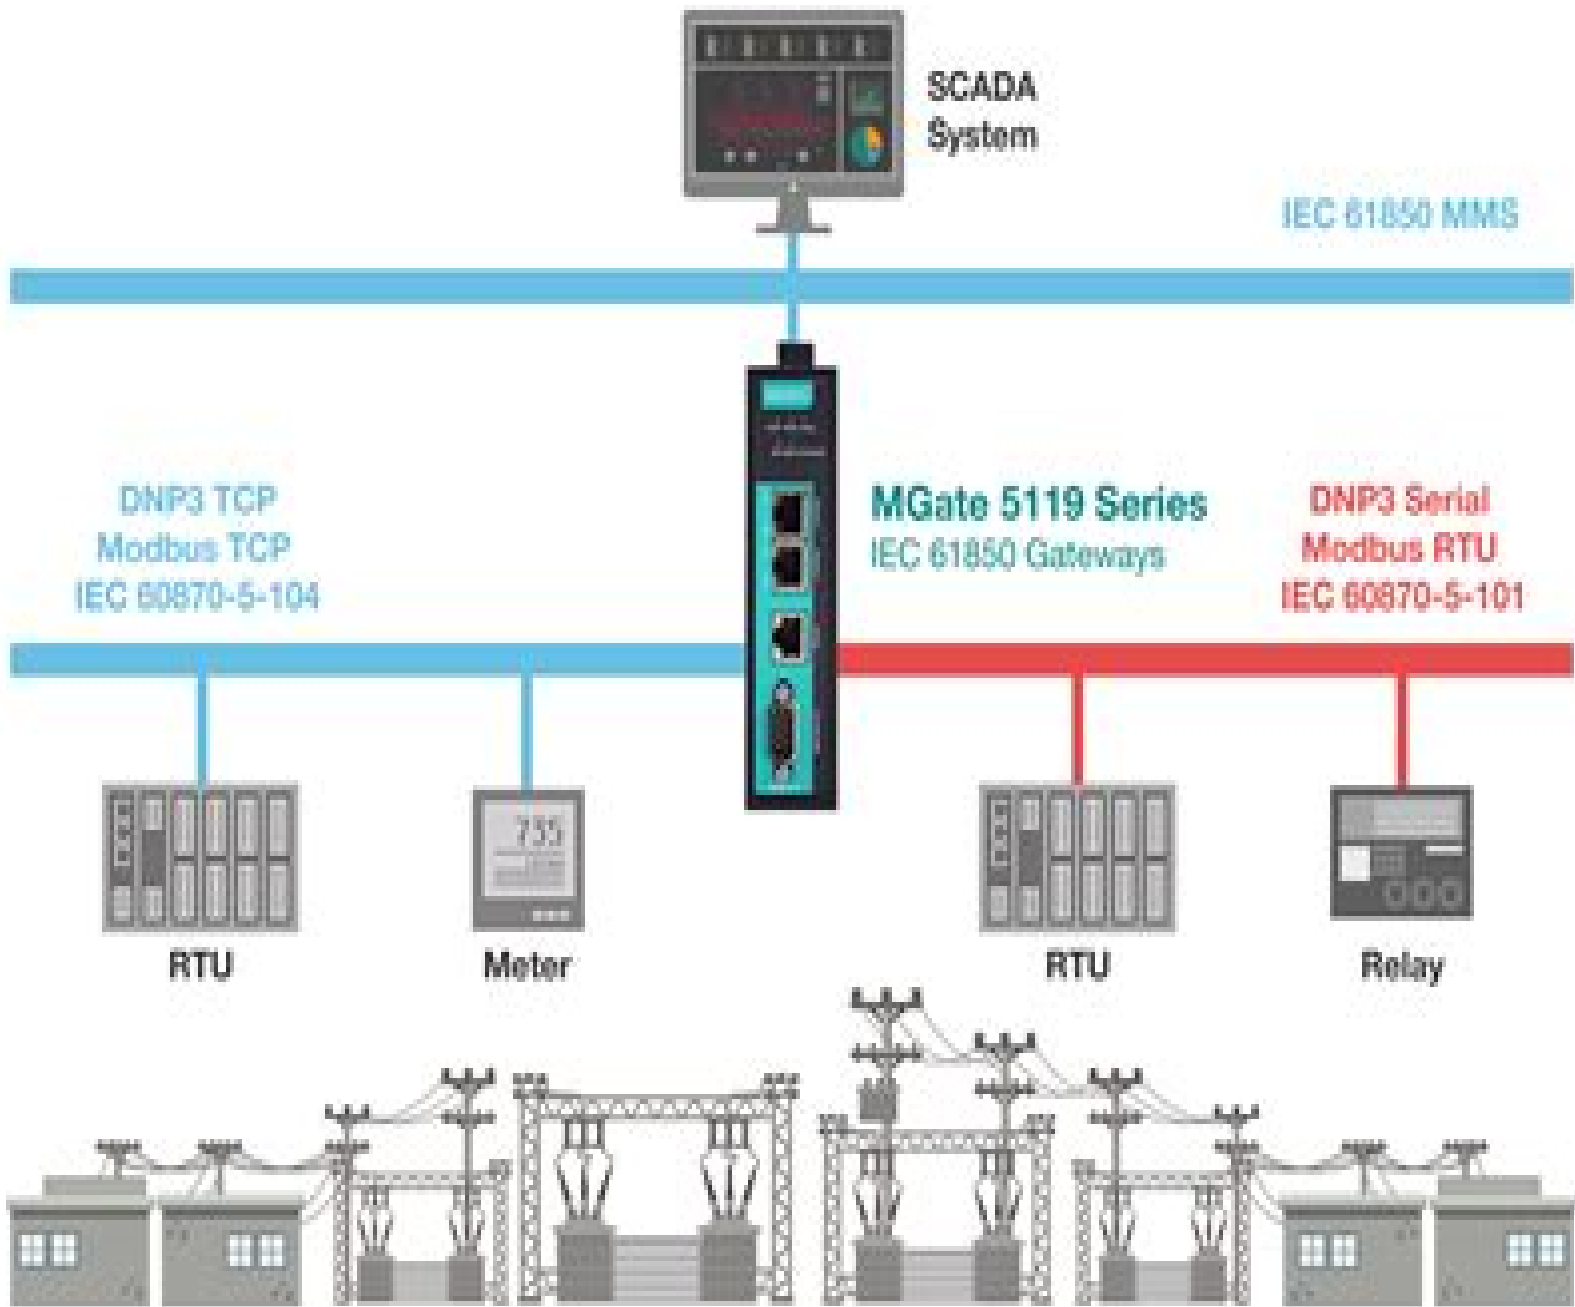 SCADA
System
IEC 61850 MMS
DNP3 TCP
Modbus TCP
IEC 60870-5-104
MGate 5119 Series
IEC 61850 Gateways
DNP3 Serial
Modbus RTU
IEC 60870-5-101
735
RTU
Meter
RTU
Relay